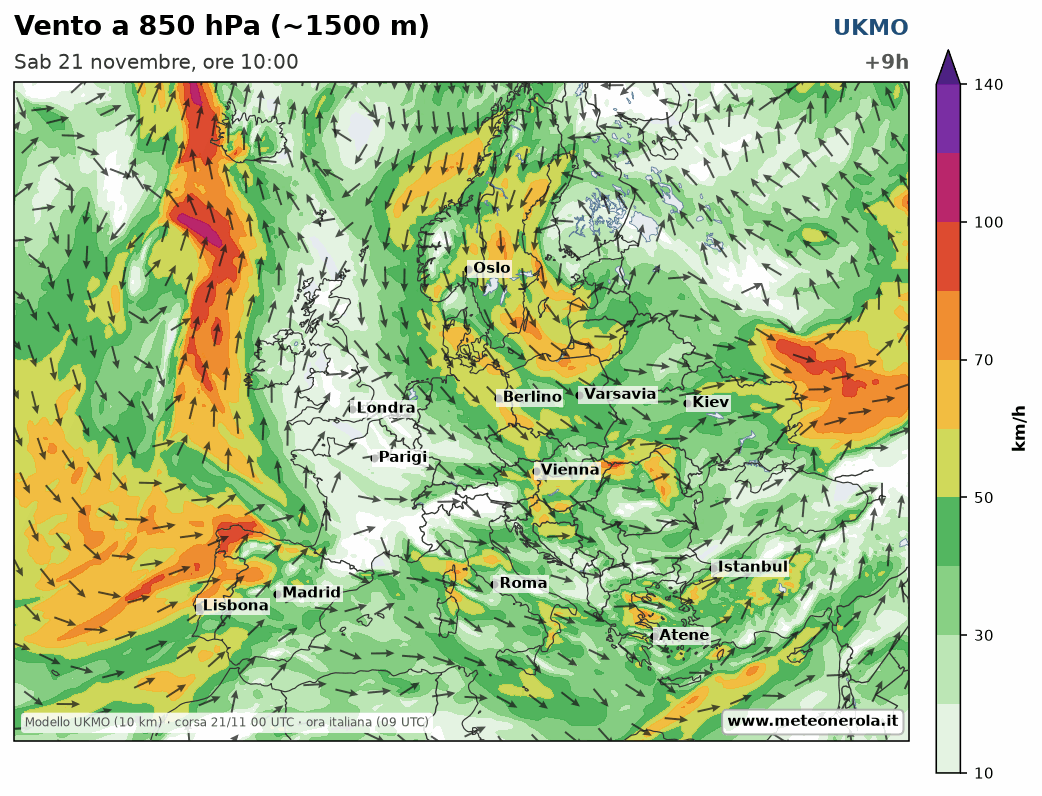 Vento a 850 hPa (~1500 m)
UKMO
Sab 21 novembre, ore 10:00
+9h
140
100
70
50
30
10
km/h
Oslo
Londra
Berlino
Varsavia
Kiev
Parigi
Vienna
Madrid
Lisbona
Roma
Istanbul
Atene
Modello UKMO (10 km) · corsa 21/11 00 UTC · ora italiana (09 UTC)
www.meteonerola.it